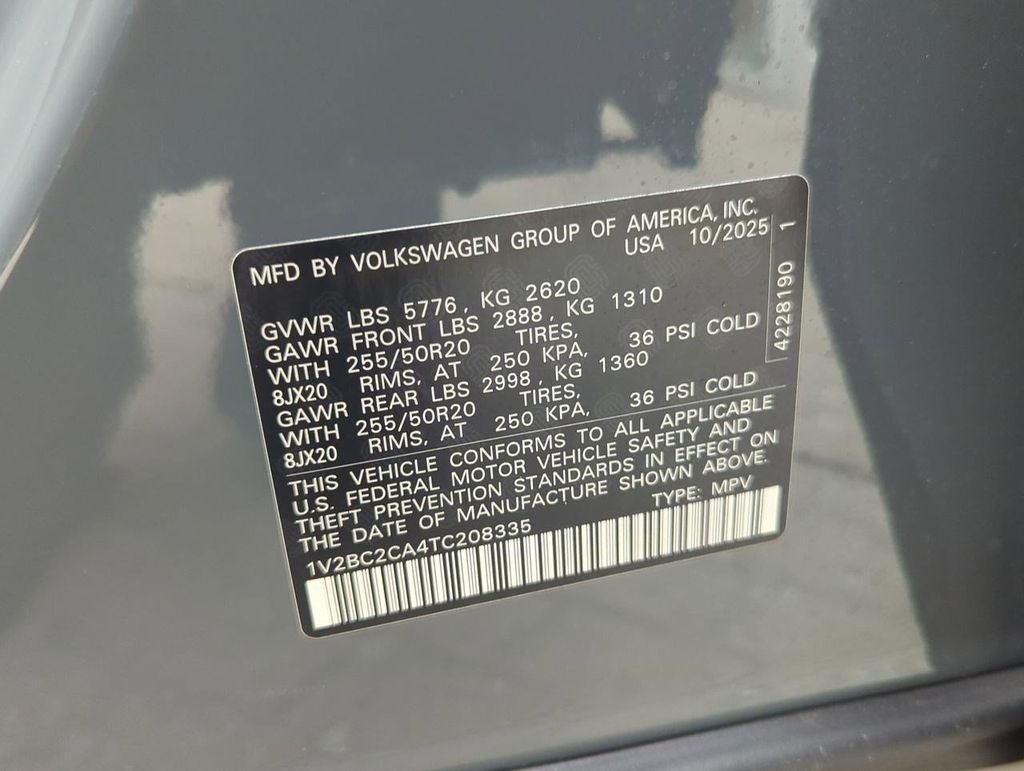 MFD BY VOLKSWAGEN GROUP OF AMERICA, INC.
USA 10/2025
GVWR LBS 5776, KG 2620
GAWR FRONT LBS 2888, KG 1310
WITH 255/50R20 TIRES,
8JX20 RIMS, AT 250 KPA, 36 PSI COLD
GAWR REAR LBS 2998, KG 1360
WITH 255/50R20 TIRES,
8JX20 RIMS, AT 250 KPA, 36 PSI COLD
THIS VEHICLE CONFORMS TO ALL APPLICABLE
U.S. FEDERAL MOTOR VEHICLE SAFETY AND
THEFT PREVENTION STANDARDS IN EFFECT ON
THE DATE OF MANUFACTURE SHOWN ABOVE.
1V2BC2CA4TC208335 TYPE: MPV
4228190 1